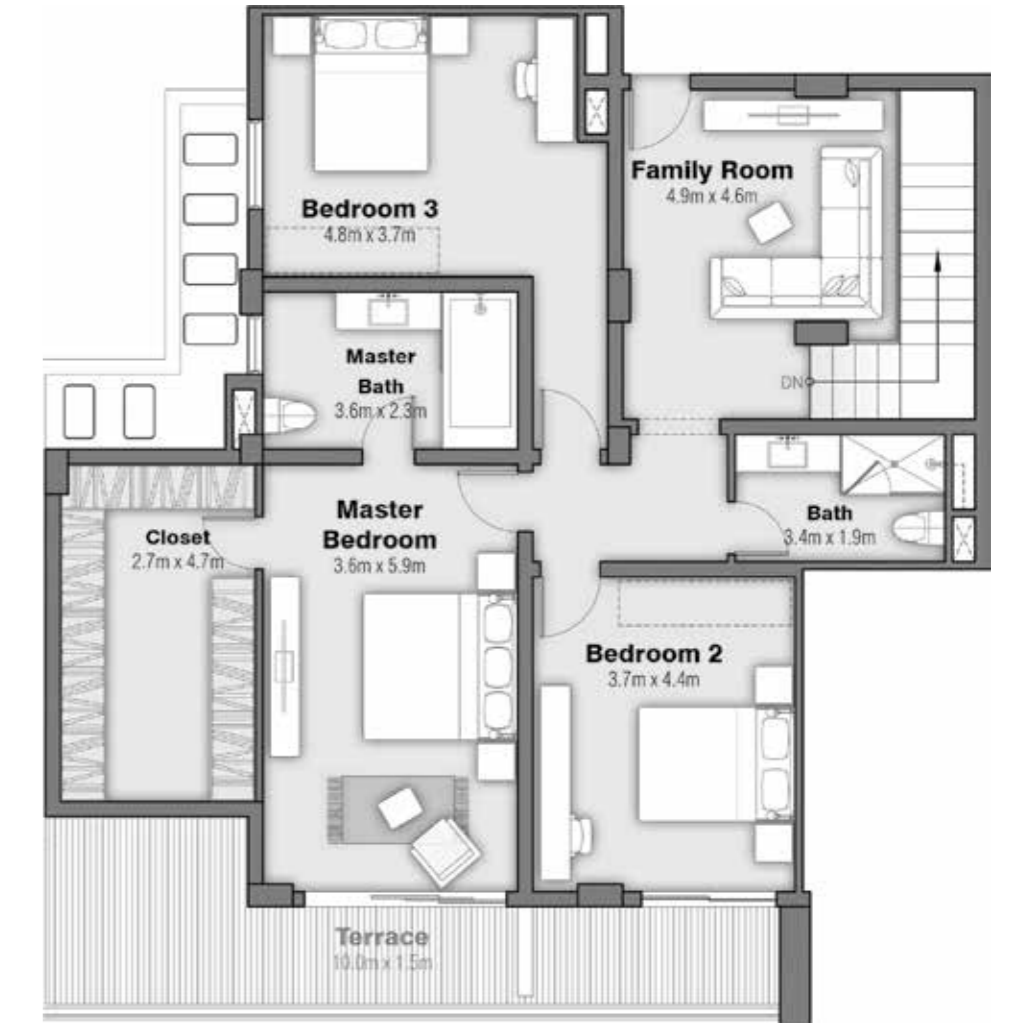 Bedroom 3
4.8m x 3.7m
Family Room
4.9m x 4.6m
DN
Master
Bath
3.6m x 2.3m
Closet
2.7m x 4.7m
Master
Bedroom
3.6m x 5.9m
Bath
3.4m x 1.9m
Bedroom 2
3.7m x 4.4m
Terrace
10.0m x 1.5m